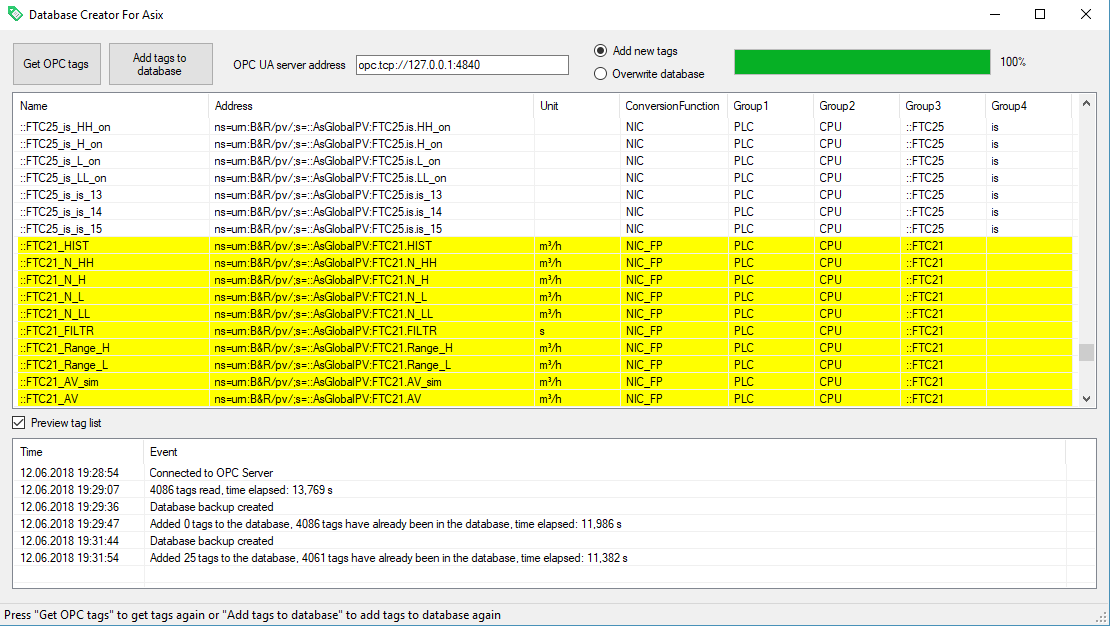 Database Creator For Asix
Get OPC tags
Add tags to
database
OPC UA server address opc.tcp://127.0.0.1:4840
Add new tags
Overwrite database
100%
Name Address Unit ConversionFunction Group1 Group2 Group3 Group4
::FTC25_is_HH_on ns=urn:B&R/pv/;s=::AsGlobalPV:FTC25.is.HH_on NIC PLC CPU ::FTC25 is
::FTC25_is_H_on ns=urn:B&R/pv/;s=::AsGlobalPV:FTC25.is.H_on NIC PLC CPU ::FTC25 is
::FTC25_is_L_on ns=urn:B&R/pv/;s=::AsGlobalPV:FTC25.is.L_on NIC PLC CPU ::FTC25 is
::FTC25_is_LL_on ns=urn:B&R/pv/;s=::AsGlobalPV:FTC25.is.LL_on NIC PLC CPU ::FTC25 is
::FTC25_is_is_13 ns=urn:B&R/pv/;s=::AsGlobalPV:FTC25.is.is_13 NIC PLC CPU ::FTC25 is
::FTC25_is_is_14 ns=urn:B&R/pv/;s=::AsGlobalPV:FTC25.is.is_14 NIC PLC CPU ::FTC25 is
::FTC25_is_is_15 ns=urn:B&R/pv/;s=::AsGlobalPV:FTC25.is.is_15 NIC PLC CPU ::FTC25 is
::FTC21_HIST ns=urn:B&R/pv/;s=::AsGlobalPV:FTC21.HIST m³/h NIC_FP PLC CPU ::FTC21
::FTC21_N_HH ns=urn:B&R/pv/;s=::AsGlobalPV:FTC21.N_HH m³/h NIC_FP PLC CPU ::FTC21
::FTC21_N_H ns=urn:B&R/pv/;s=::AsGlobalPV:FTC21.N_H m³/h NIC_FP PLC CPU ::FTC21
::FTC21_N_L ns=urn:B&R/pv/;s=::AsGlobalPV:FTC21.N_L m³/h NIC_FP PLC CPU ::FTC21
::FTC21_N_LL ns=urn:B&R/pv/;s=::AsGlobalPV:FTC21.N_LL m³/h NIC_FP PLC CPU ::FTC21
::FTC21_FILTR ns=urn:B&R/pv/;s=::AsGlobalPV:FTC21.FILTR s NIC_FP PLC CPU ::FTC21
::FTC21_Range_H ns=urn:B&R/pv/;s=::AsGlobalPV:FTC21.Range_H m³/h NIC_FP PLC CPU ::FTC21
::FTC21_Range_L ns=urn:B&R/pv/;s=::AsGlobalPV:FTC21.Range_L m³/h NIC_FP PLC CPU ::FTC21
::FTC21_AV_sim ns=urn:B&R/pv/;s=::AsGlobalPV:FTC21.AV_sim m³/h NIC_FP PLC CPU ::FTC21
::FTC21_AV ns=urn:B&R/pv/;s=::AsGlobalPV:FTC21.AV m³/h NIC_FP PLC CPU ::FTC21
Preview tag list
Time Event
12.06.2018 19:28:54 Connected to OPC Server
12.06.2018 19:29:07 4086 tags read, time elapsed: 13,769 s
12.06.2018 19:29:36 Database backup created
12.06.2018 19:29:47 Added 0 tags to the database, 4086 tags have already been in the database, time elapsed: 11,986 s
12.06.2018 19:31:44 Database backup created
12.06.2018 19:31:54 Added 25 tags to the database, 4061 tags have already been in the database, time elapsed: 11,382 s
Press "Get OPC tags" to get tags again or "Add tags to database" to add tags to database again